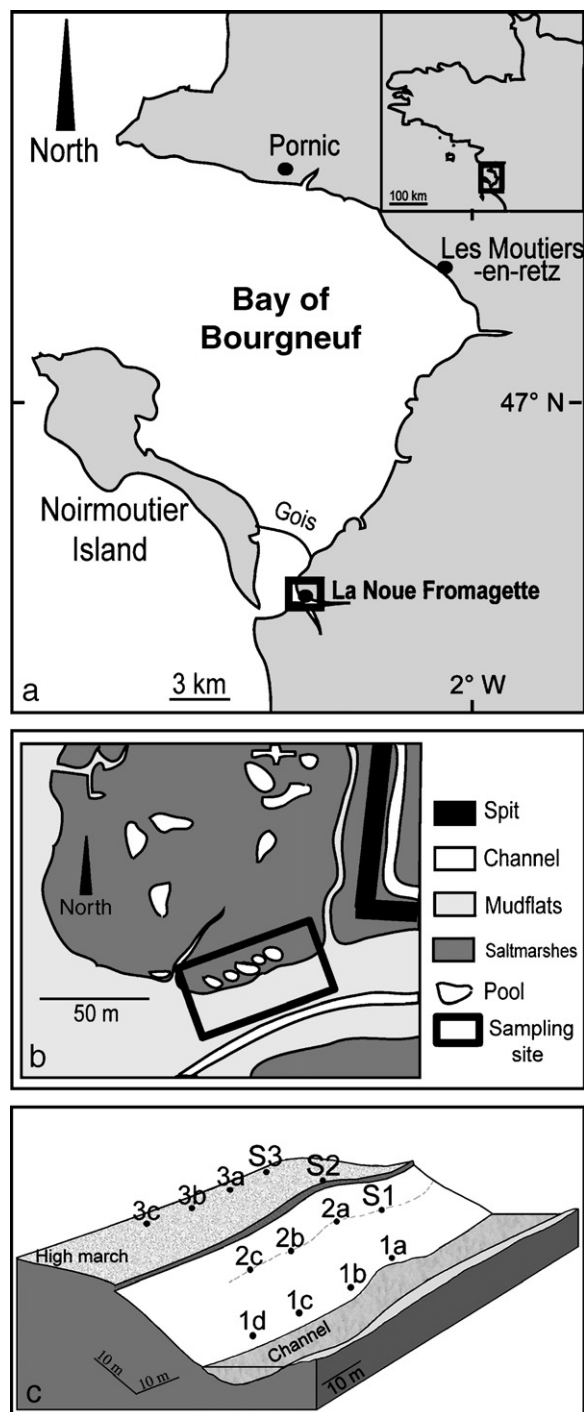 North
Pornic
100 km
Les Moutiers
-en-retz
Bay of
Bourgneuf
47° N
Noirmoutier
Island
Gois
La Noue Fromagette
3 km
2° W
a
North
50 m
b
Spit
Channel
Mudflats
Saltmarshes
Pool
Sampling
site
S3
S2
3a
3b
3c
S1
2a
2b
2c
High march
1a
1b
1c
1d
Channel
10 m
10 m
10 m
c